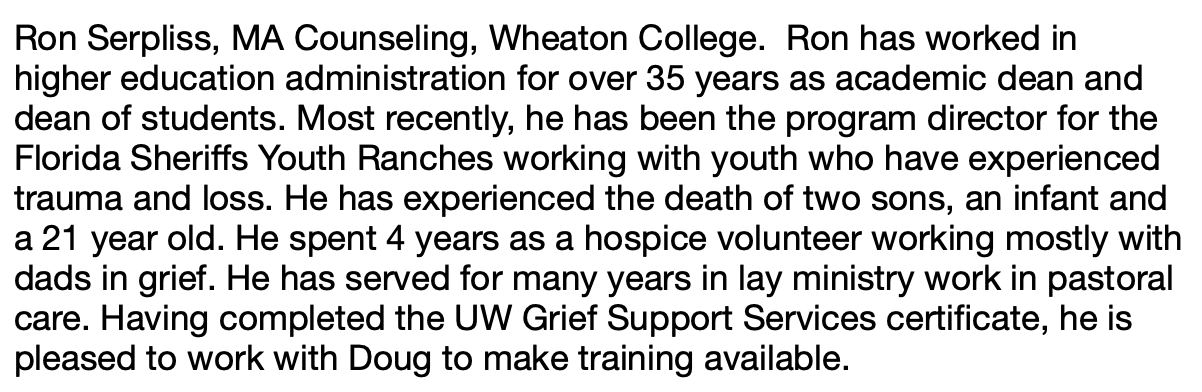 Ron Serpliss, MA Counseling, Wheaton College.  Ron has worked in
higher education administration for over 35 years as academic dean and
dean of students. Most recently, he has been the program director for the
Florida Sheriffs Youth Ranches working with youth who have experienced
trauma and loss. He has experienced the death of two sons, an infant and
a 21 year old. He spent 4 years as a hospice volunteer working mostly with
dads in grief. He has served for many years in lay ministry work in pastoral
care. Having completed the UW Grief Support Services certificate, he is
pleased to work with Doug to make training available.